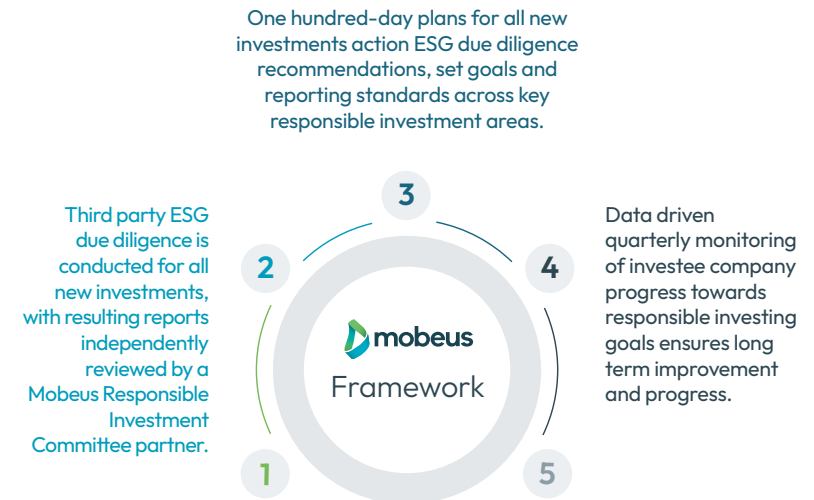 One hundred-day plans for all new
investments action ESG due diligence
recommendations, set goals and
reporting standards across key
responsible investment areas.
3
Third party ESG
due diligence is
conducted for all
new investments,
with resulting reports
independently
reviewed by a
Mobeus Responsible
Investment
Committee partner.
2
4
Data driven
quarterly monitoring
of investee company
progress towards
responsible investing
goals ensures long
term improvement
and progress.
mobeus
Framework
1
5